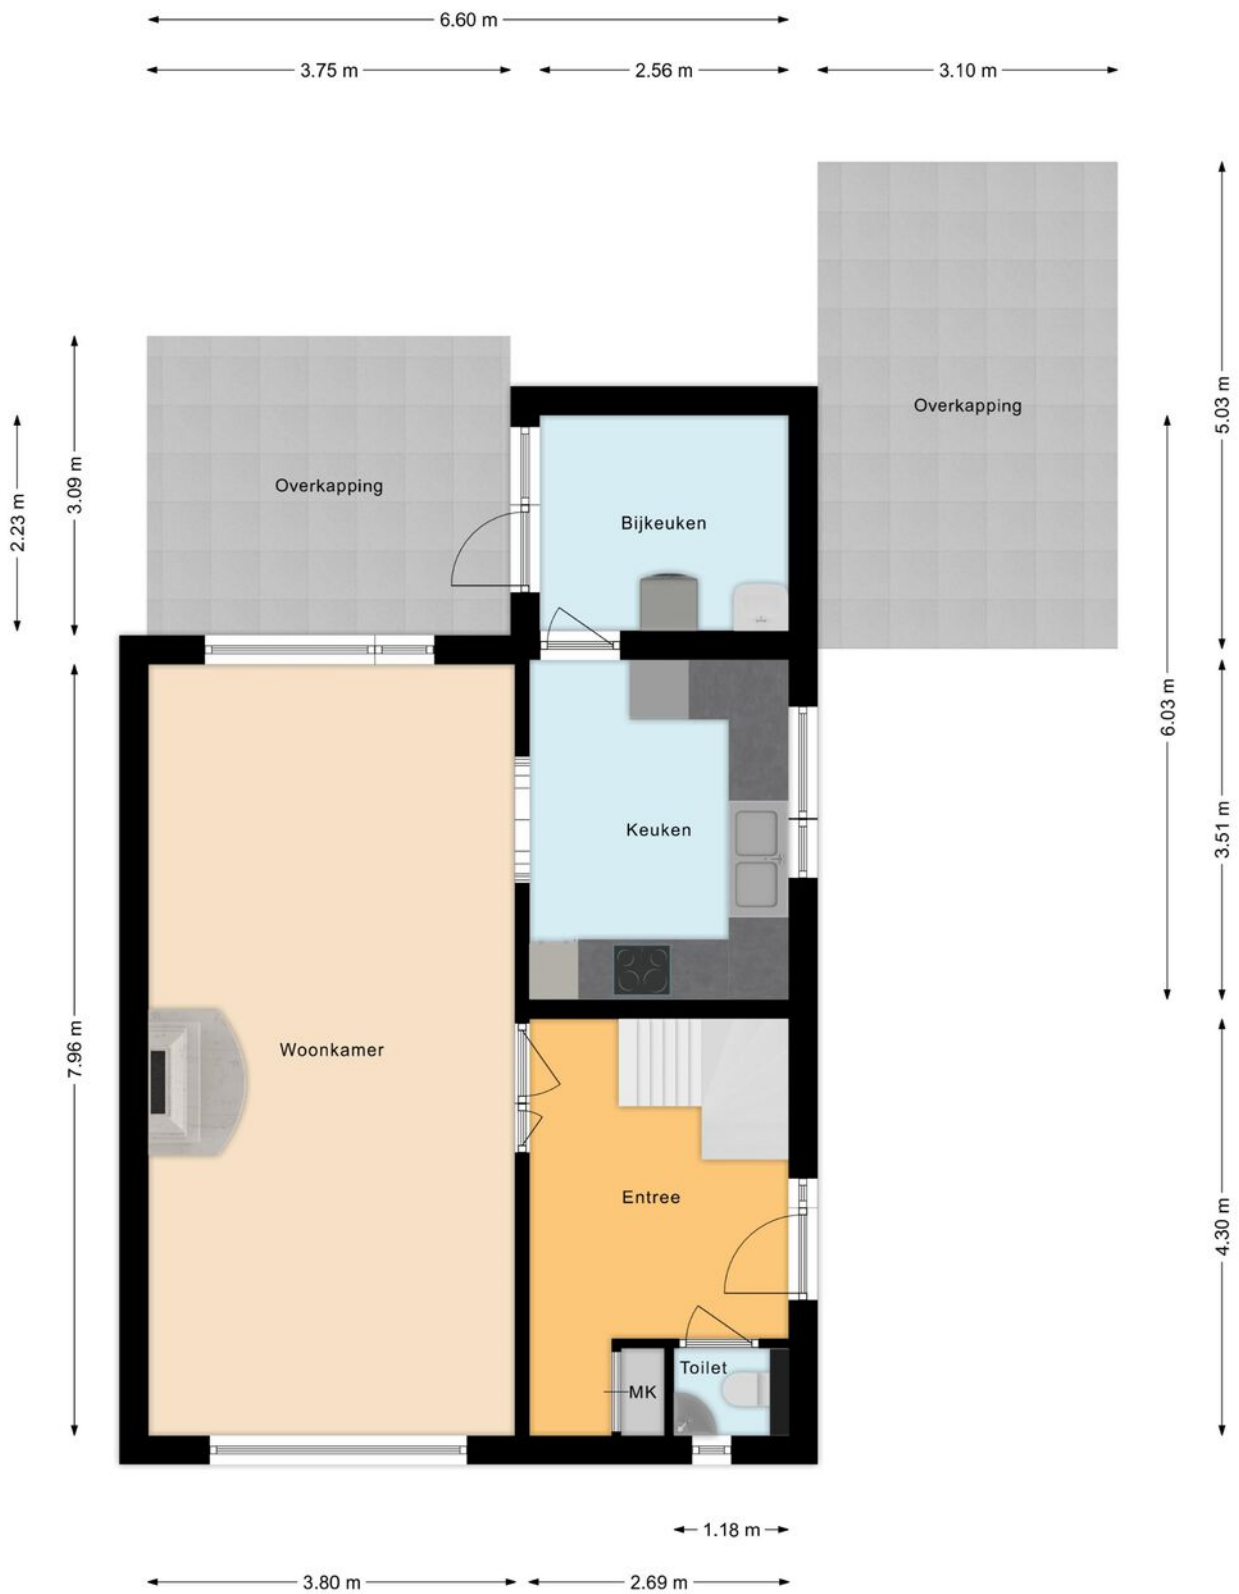 6.60 m
3.75 m
2.56 m
3.10 m
5.03 m
Overkapping
3.09 m
2.23 m
Overkapping
Bijkeuken
6.03 m
3.51 m
Keuken
7.96 m
Woonkamer
Entree
4.30 m
Toilet
MK
1.18 m
3.80 m
2.69 m